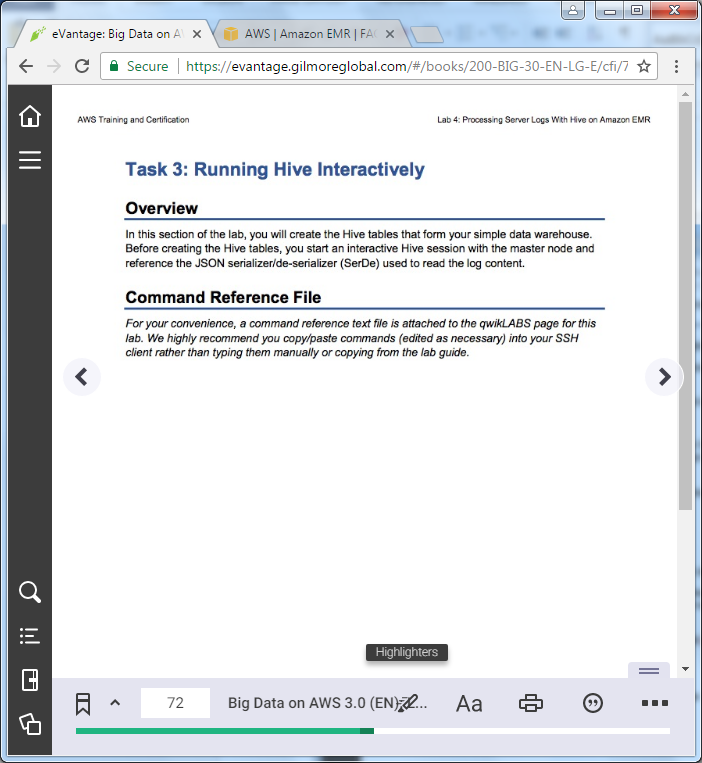 eVantage: Big Data on A
AWS | Amazon EMR | FA
Secure
https://evantage.gilmoreglobal.com/#/books/200-BIG-30-EN-LG-E/cfi/7
AWS Training and Certification
Lab 4: Processing Server Logs With Hive on Amazon EMR
Task 3: Running Hive Interactively
Overview
In this section of the lab, you will create the Hive tables that form your simple data warehouse.
Before creating the Hive tables, you start an interactive Hive session with the master node and
reference the JSON serializer/de-serializer (SerDe) used to read the log content.
Command Reference File
For your convenience, a command reference text file is attached to the qwikLABS page for this
lab. We highly recommend you copy/paste commands (edited as necessary) into your SSH
client rather than typing them manually or copying from the lab guide.
Highlighters
72
Big Data on AWS 3.0 (EN)
Aa